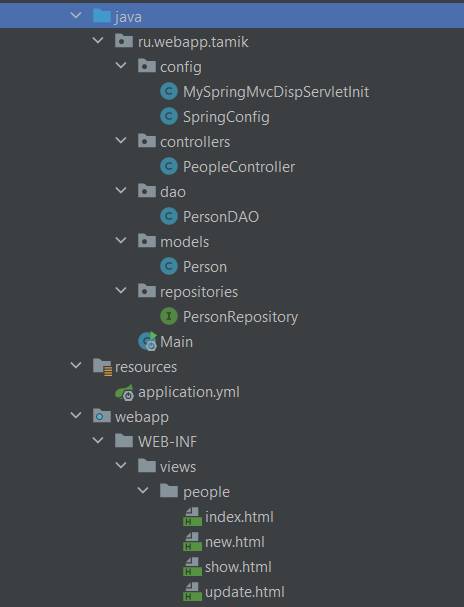 java
ru.webapp.tamik
config
MySpringMvcDispServletInit
SpringConfig
controllers
PeopleController
dao
PersonDAO
models
Person
repositories
PersonRepository
Main
resources
application.yml
webapp
WEB-INF
views
people
index.html
new.html
show.html
update.html